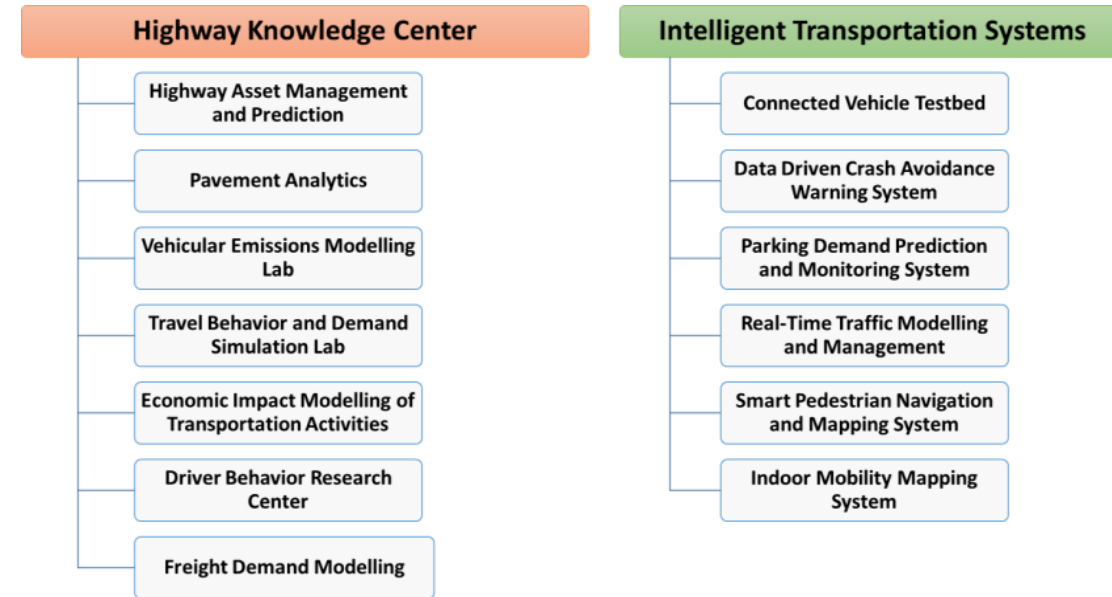 Highway Knowledge Center
Highway Asset Management
and Prediction
Pavement Analytics
Vehicular Emissions Modelling
Lab
Travel Behavior and Demand
Simulation Lab
Economic Impact Modelling of
Transportation Activities
Driver Behavior Research
Center
Freight Demand Modelling
Intelligent Transportation Systems
Connected Vehicle Testbed
Data Driven Crash Avoidance
Warning System
Parking Demand Prediction
and Monitoring System
Real-Time Traffic Modelling
and Management
Smart Pedestrian Navigation
and Mapping System
Indoor Mobility Mapping
System